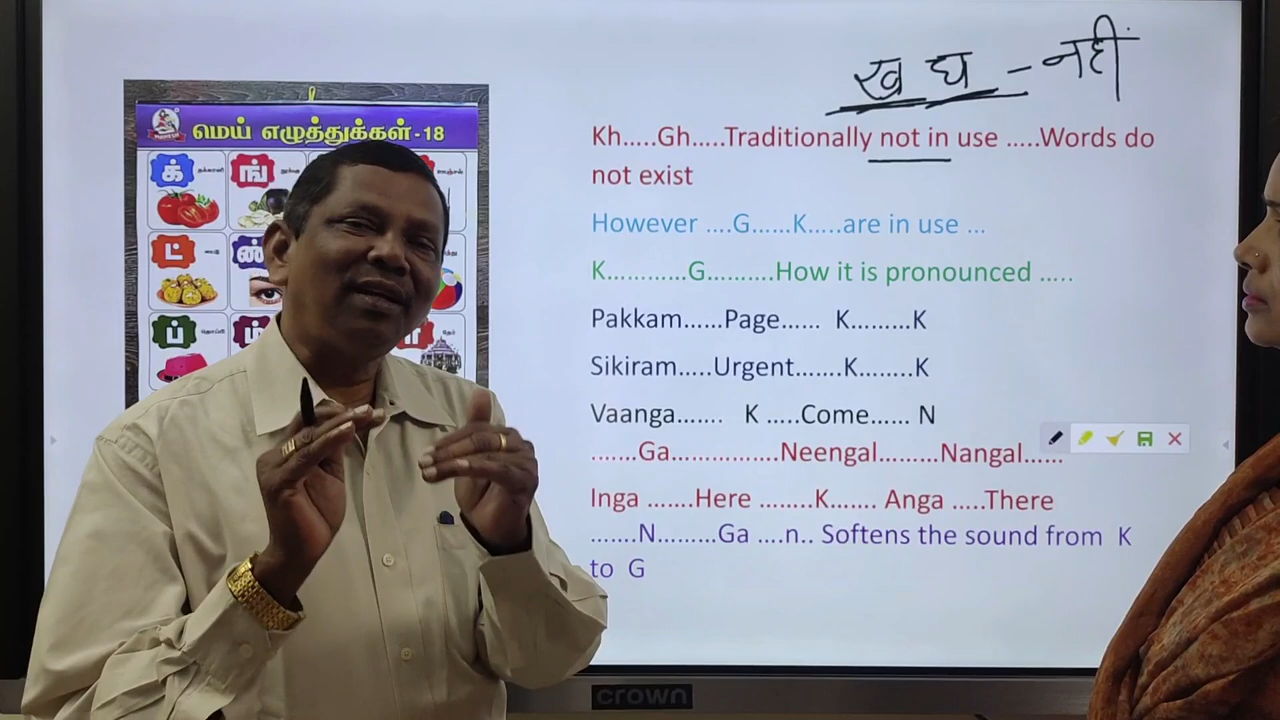 ख घ – नहीं
மெய் எழுத்துக்கள்-18
க்
தக்காளி
ங்
ட்
லட்டு
ண்
ப்
தொப்பி
ம்
தேர்
Kh.....Gh.....Traditionally not in use .....Words do
not exist
However ....G......K.....are in use ...
K...........G..........How it is pronounced .....
Pakkam......Page...... K.........K
Sikiram.....Urgent.......K........K
Vaanga....... K .....Come...... N
.......Ga...............Neengal.........Nangal......
Inga .......Here ........K....... Anga .....There
.......N.........Ga ....n.. Softens the sound from K
to G
crown